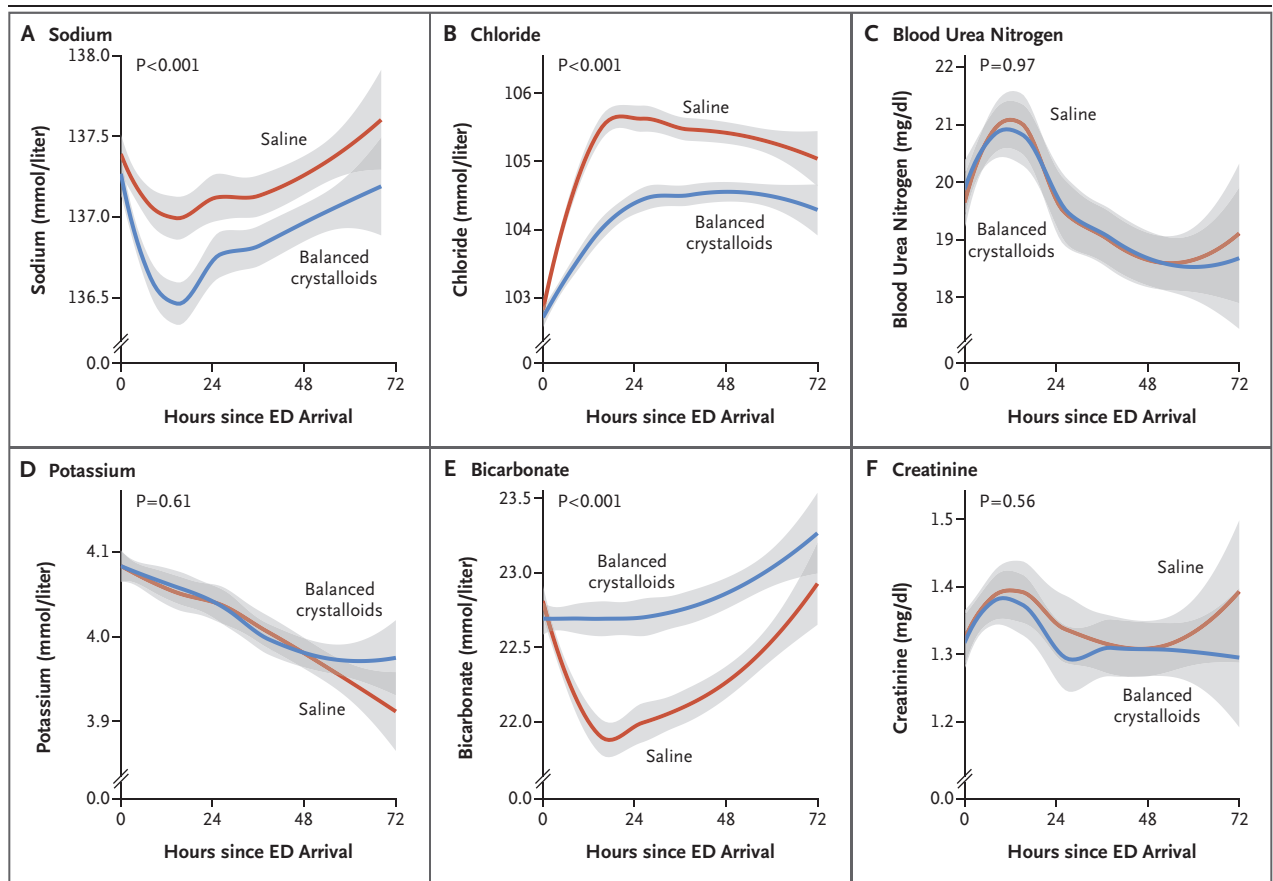 A Sodium
P<0.001
138.0
137.5
137.0
136.5
0.0
Sodium (mmol/liter)
Saline
Balanced
crystalloids
0 24 48 72
Hours since ED Arrival
B Chloride
P<0.001
106
105
104
103
0
Chloride (mmol/liter)
Saline
Balanced
crystalloids
0 24 48 72
Hours since ED Arrival
C Blood Urea Nitrogen
P=0.97
22
21
20
19
18
0
Blood Urea Nitrogen (mg/dl)
Saline
Balanced
crystalloids
0 24 48 72
Hours since ED Arrival
D Potassium
P=0.61
4.1
4.0
3.9
0.0
Potassium (mmol/liter)
Balanced
crystalloids
Saline
0 24 48 72
Hours since ED Arrival
E Bicarbonate
P<0.001
23.5
23.0
22.5
22.0
0.0
Bicarbonate (mmol/liter)
Balanced
crystalloids
Saline
0 24 48 72
Hours since ED Arrival
F Creatinine
P=0.56
1.5
1.4
1.3
1.2
0.0
Creatinine (mg/dl)
Saline
Balanced
crystalloids
0 24 48 72
Hours since ED Arrival